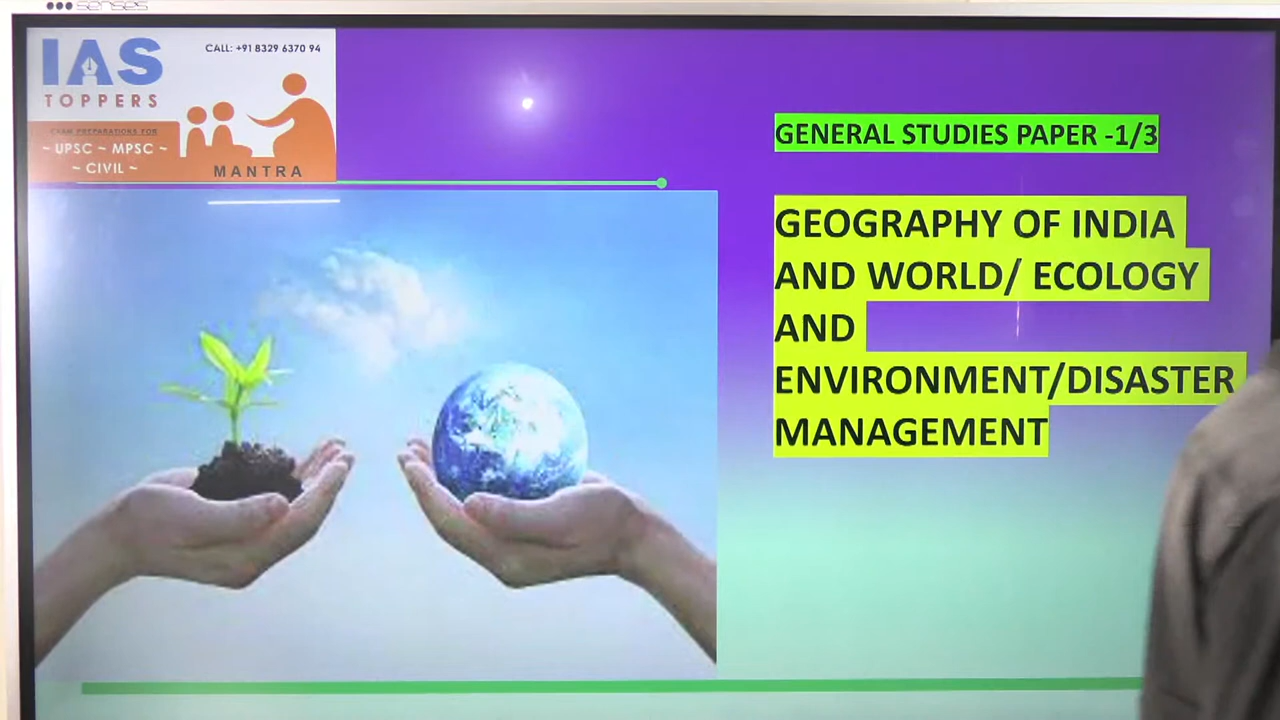 senses
IAS
TOPPERS
CALL: +91 8329 6370 94
EXAM PREPARATIONS FOR
~ UPSC ~ MPSC ~
~ CIVIL ~
MANTRA
GENERAL STUDIES PAPER -1/3
GEOGRAPHY OF INDIA
AND WORLD/ ECOLOGY
AND
ENVIRONMENT/DISASTER
MANAGEMENT